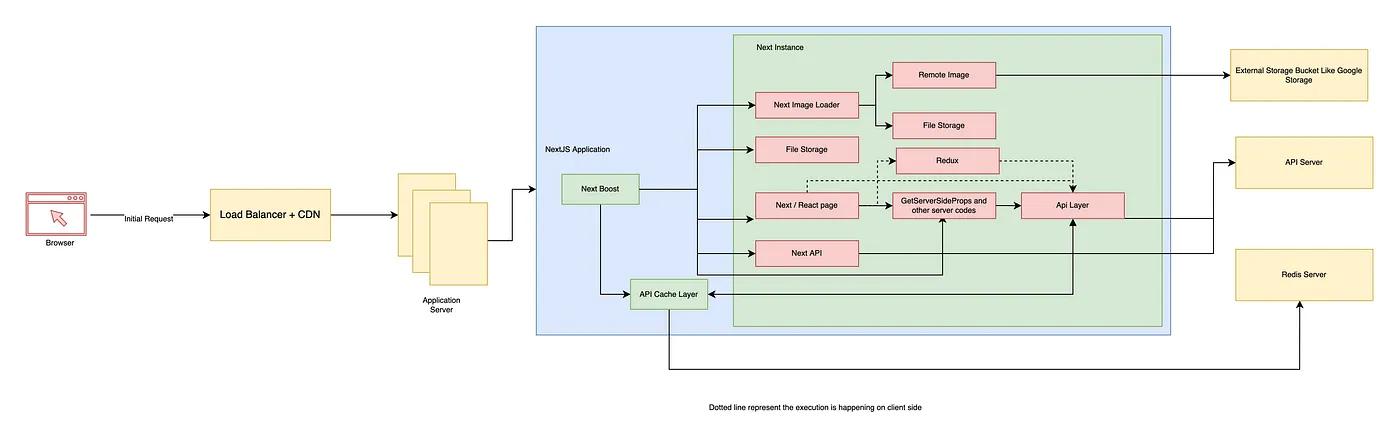 Next Instance
Remote Image
External Storage Bucket Like Google
Storage
Next Image Loader
File Storage
NextJS Application
File Storage
Redux
API Server
Next Boost
Next / React page
GetServerSideProps and
other server codes
Api Layer
Initial Request
Load Balancer + CDN
Browser
Next API
Redis Server
API Cache Layer
Application
Server
Dotted line represent the execution is happening on client side